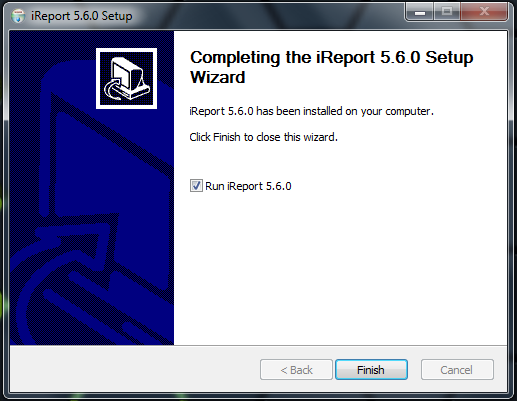 iReport 5.6.0 Setup
Completing the iReport 5.6.0 Setup
Wizard
iReport 5.6.0 has been installed on your computer.
Click Finish to close this wizard.
Run iReport 5.6.0
< Back
Finish
Cancel